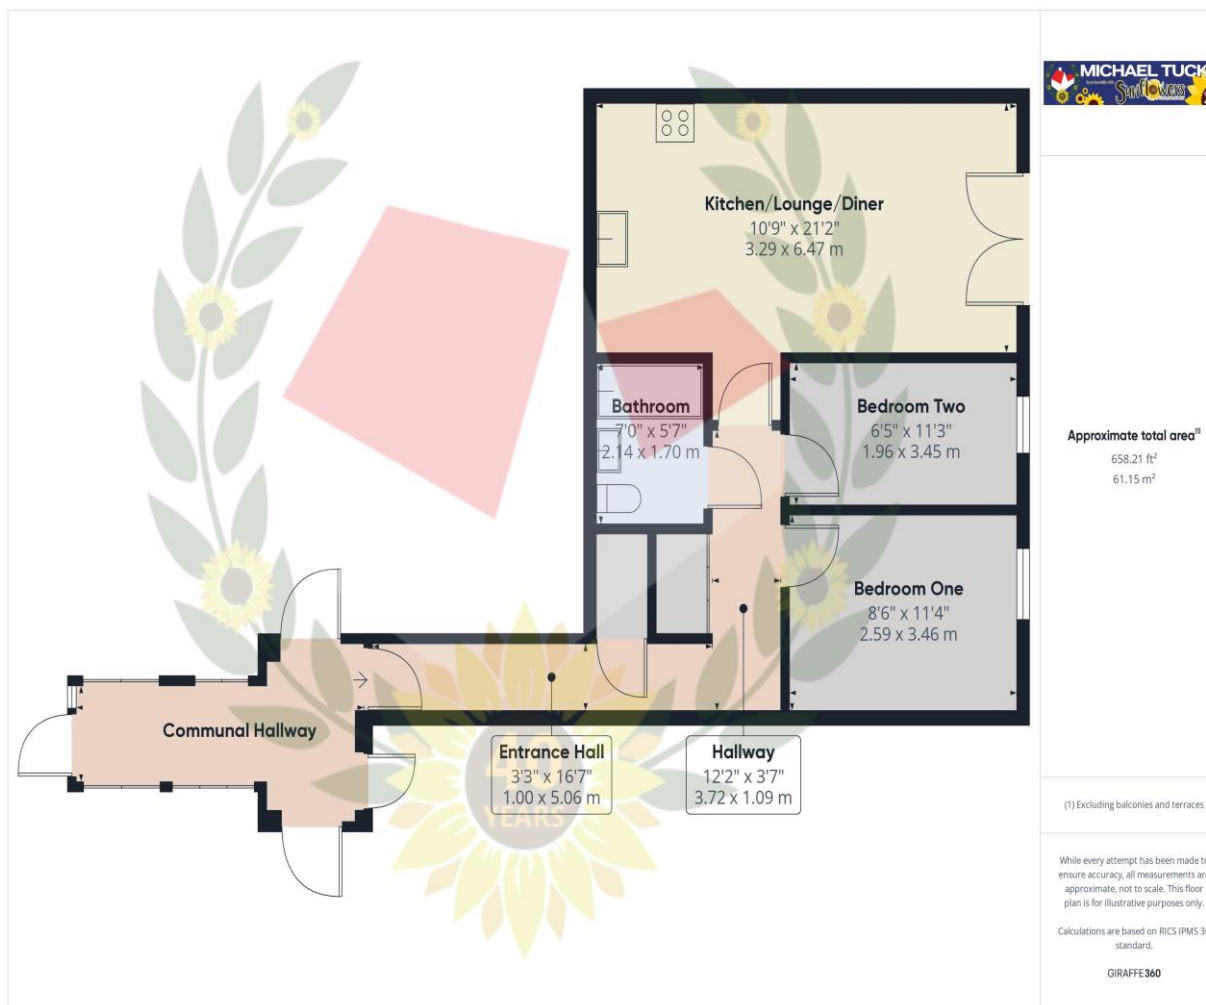 MICHAEL TUCK
Sunflowers
Kitchen/Lounge/Diner
10'9" x 21'2"
3.29 x 6.47 m
Bathroom
7'0" x 5'7"
2.14 x 1.70 m
Bedroom Two
6'5" x 11'3"
1.96 x 3.45 m
Approximate total area(1)
658.21 ft²
61.15 m²
Bedroom One
8'6" x 11'4"
2.59 x 3.46 m
Communal Hallway
Entrance Hall
3'3" x 16'7"
1.00 x 5.06 m
Hallway
12'2" x 3'7"
3.72 x 1.09 m
40
YEARS
(1) Excluding balconies and terraces
While every attempt has been made to
ensure accuracy, all measurements are
approximate, not to scale. This floor
plan is for illustrative purposes only.
Calculations are based on RICS IPMS 3
standard.
GIRAFFE360